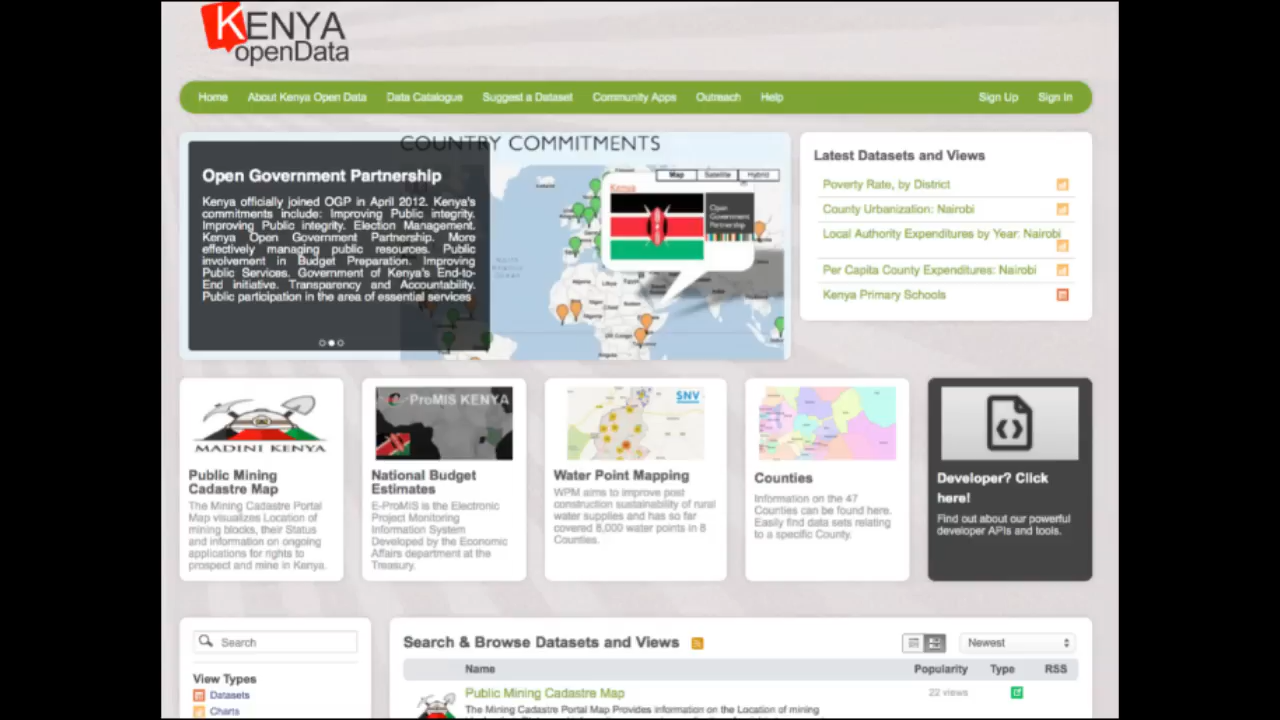 KENYA
openData
Home About Kenya Open Data Data Catalogue Suggest a Dataset Community Apps Outreach Help Sign Up Sign In
COUNTRY COMMITMENTS
Open Government Partnership
Kenya officially joined OGP in April 2012. Kenya's
commitments include: Improving Public integrity.
Improving Public integrity. Election Management.
Kenya Open Government Partnership. More
effectively managing public resources. Public
involvement in Budget Preparation. Improving
Public Services. Government of Kenya's End-to-
End initiative. Transparency and Accountability.
Public participation in the area of essential services
Map Satellite Hybrid
Kenya
Open
Government
Partnership
Latest Datasets and Views
Poverty Rate, by District
County Urbanization: Nairobi
Local Authority Expenditures by Year: Nairobi
Per Capita County Expenditures: Nairobi
Kenya Primary Schools
MADINI KENYA
Public Mining
Cadastre Map
The Mining Cadastre Portal
Map visualizes Location of
mining blocks, their Status
and information on ongoing
applications for rights to
prospect and mine in Kenya.
ProMIS KENYA
National Budget
Estimates
E-ProMIS is the Electronic
Project Monitoring
Information System
Developed by the Economic
Affairs department at the
Treasury.
SNV
Water Point Mapping
WPM aims to improve post
construction sustainability of rural
water supplies and has so far
covered 8,000 water points in 8
Counties.
Counties
Information on the 47
Counties can be found here.
Easily find data sets relating
to a specific County.
Developer? Click
here!
Find out about our powerful
developer APIs and tools.
Search
View Types
Datasets
Charts
Search & Browse Datasets and Views
Newest
Name Popularity Type RSS
Public Mining Cadastre Map 22 views
The Mining Cadastre Portal Map Provides information on the Location of mining